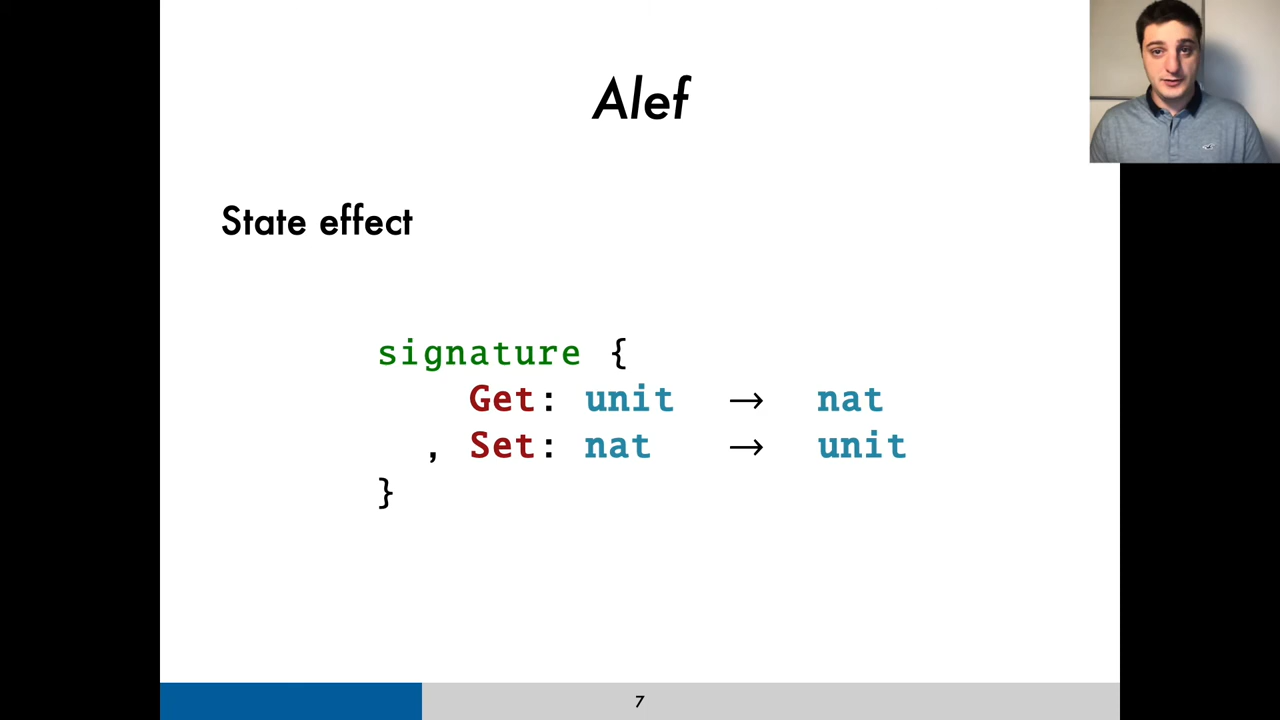 Alef
State effect
signature {
Get: unit → nat
, Set: nat → unit
}
7